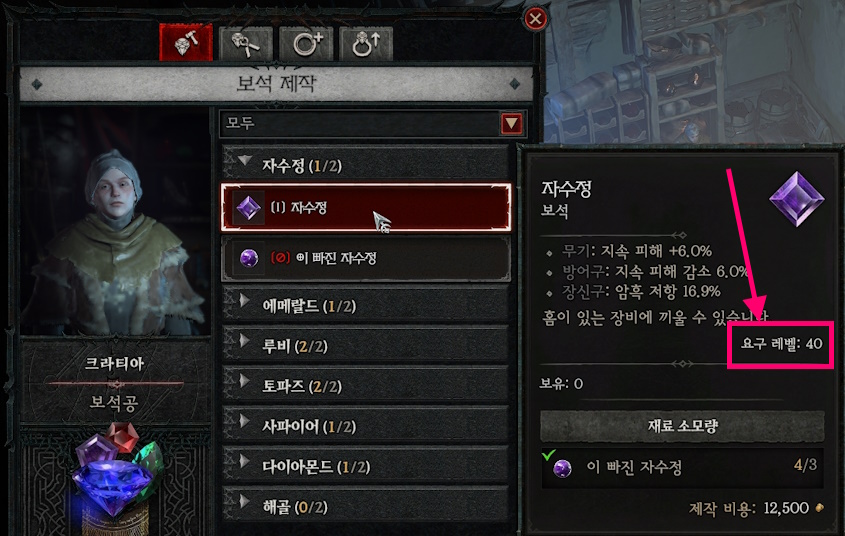 보석 제작
모두
자수정 (1/2)
(1) 자수정
(⊘) 이 빠진 자수정
에메랄드 (1/2)
루비 (2/2)
토파즈 (2/2)
사파이어 (1/2)
다이아몬드 (1/2)
해골 (0/2)
크라티아
보석공
자수정
보석
무기: 지속 피해 +6.0%
방어구: 지속 피해 감소 6.0%
장신구: 암흑 저항 16.9%
홈이 있는 장비에 끼울 수 있습니다
요구 레벨: 40
보유: 0
재료 소모량
이 빠진 자수정 4/3
제작 비용: 12,500